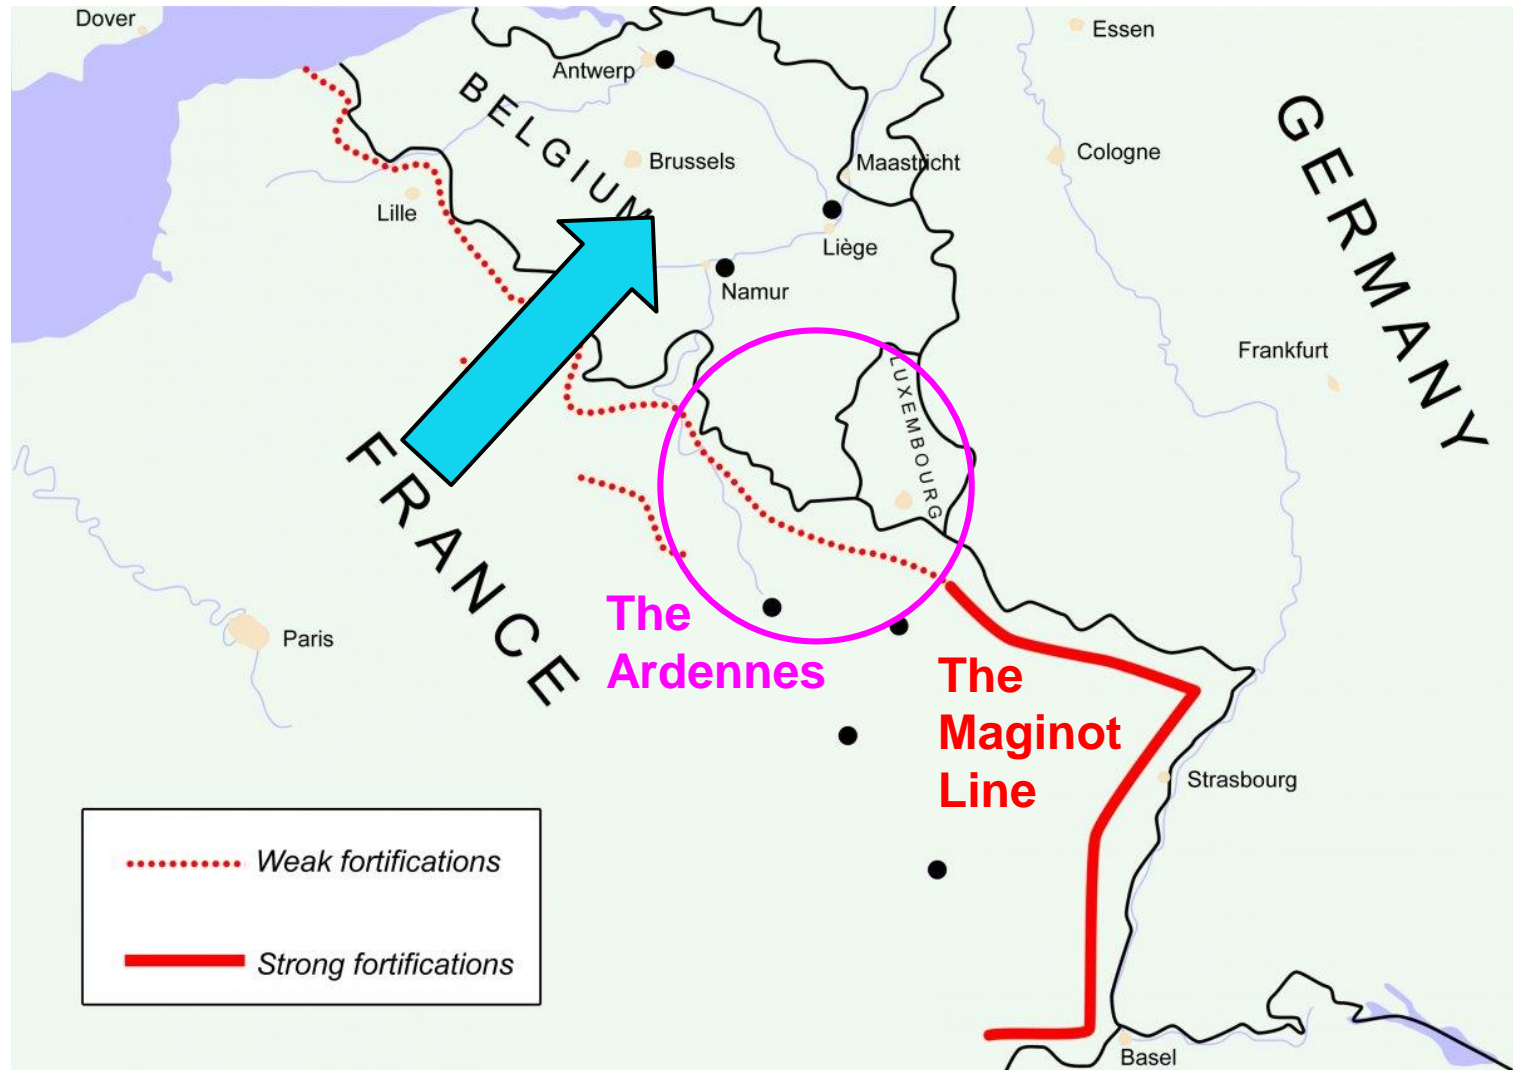 Dover
Essen
Antwerp
BELGIUM
GERMANY
Brussels
Maastricht
Cologne
Lille
Liège
Namur
Frankfurt
LUXEMBOURG
FRANCE
The
Ardennes
Paris
The
Maginot
Line
Strasbourg
Weak fortifications
Strong fortifications
Basel